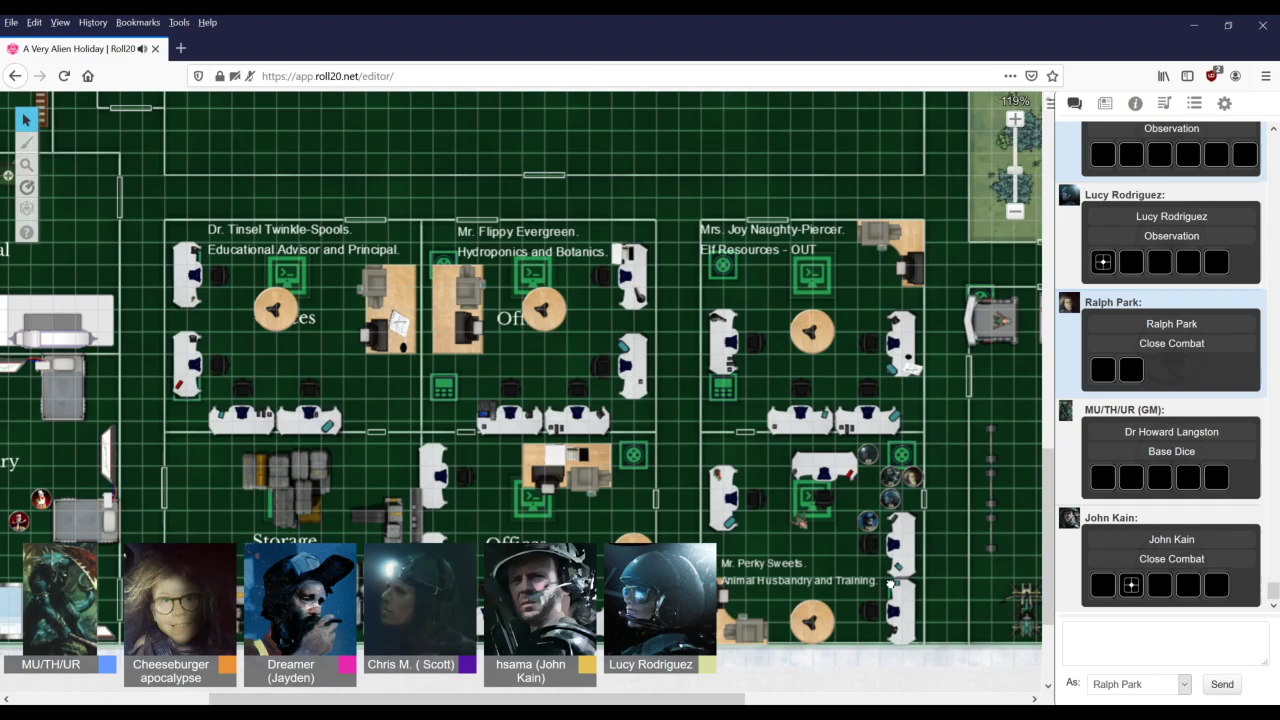 File Edit View History Bookmarks Tools Help
A Very Alien Holiday | Roll20
https://app.roll20.net/editor/
2
119%
Dr. Tinsel Twinkle-Spools.
Educational Advisor and Principal.
Mr. Flippy Evergreen.
Hydroponics and Botanics.
Mrs. Joy Naughty-Piercer.
Elf Resources - OUT
Storage
Offices
Mr. Perky Sweets.
Animal Husbandry and Training.
MU/TH/UR
Cheeseburger
apocalypse
Dreamer
(Jayden)
Chris M. ( Scott)
hsama (John
Kain)
Lucy Rodriguez
Observation
Lucy Rodriguez:
Lucy Rodriguez
Observation
Ralph Park:
Ralph Park
Close Combat
MU/TH/UR (GM):
Dr Howard Langston
Base Dice
John Kain:
John Kain
Close Combat
As:
Ralph Park
Send